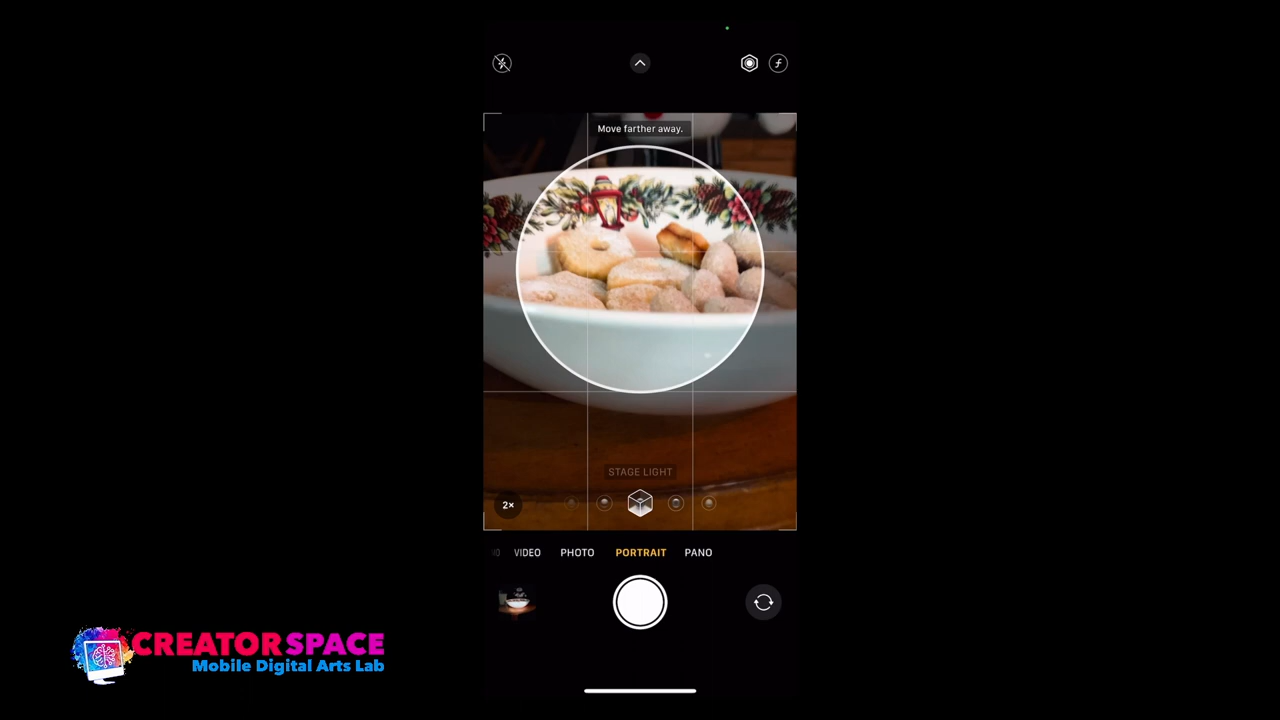 Move farther away.
STAGE LIGHT
2×
VIDEO PHOTO PORTRAIT PANO
CREATORSPACE
Mobile Digital Arts Lab